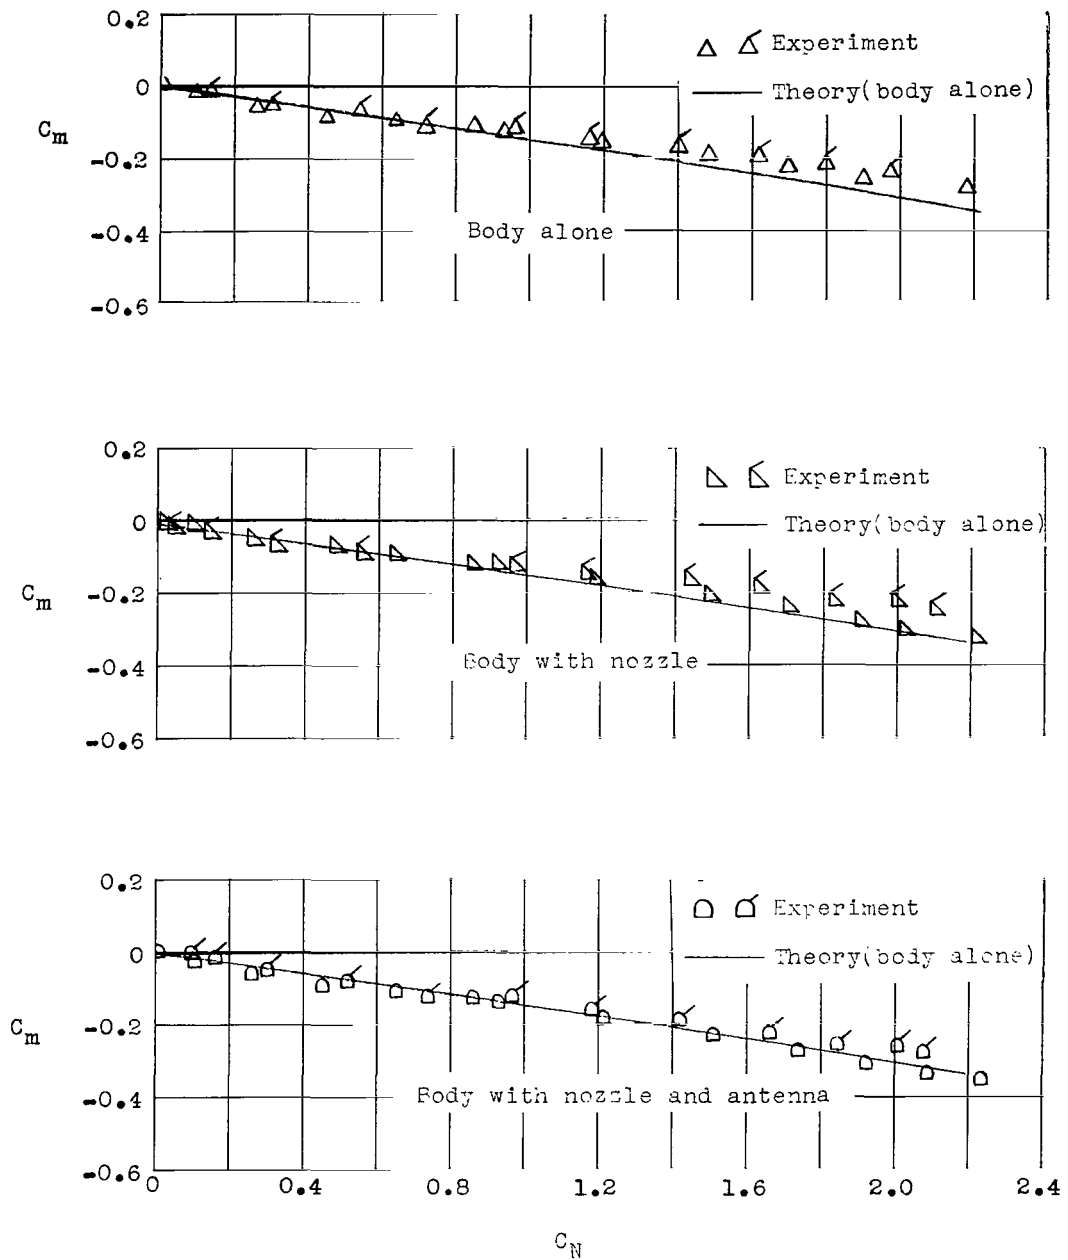 0.2
Experiment
0
Theory(body alone)
Cm
-0.2
Body alone
-0.4
-0.6
0.2
Experiment
0
Theory(body alone)
Cm
-0.2
Body with nozzle
-0.4
-0.6
0.2
Experiment
0
Theory(body alone)
Cm
-0.2
Body with nozzle and antenna
-0.4
-0.6
0 0.4 0.8 1.2 1.6 2.0 2.4
CN